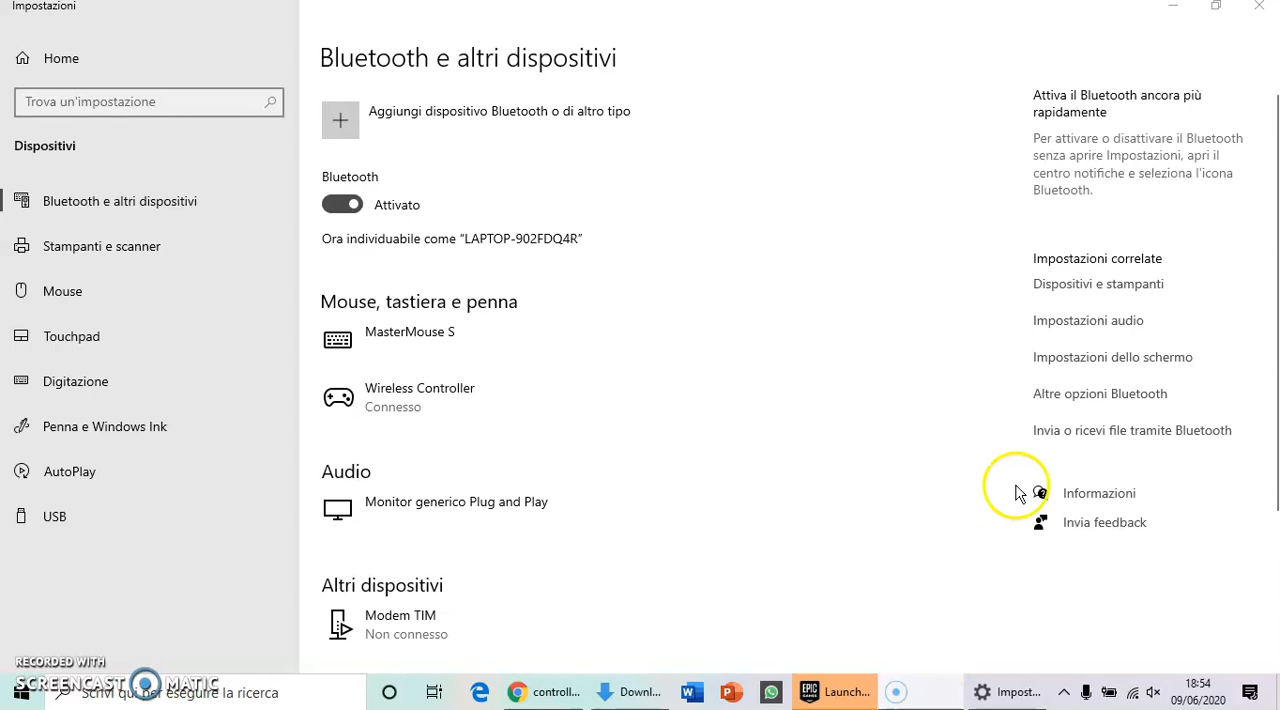 Impostazioni
Home
Trova un'impostazione
Dispositivi
Bluetooth e altri dispositivi
Stampanti e scanner
Mouse
Touchpad
Digitazione
Penna e Windows Ink
AutoPlay
USB
Bluetooth e altri dispositivi
Aggiungi dispositivo Bluetooth o di altro tipo
Bluetooth
Attivato
Ora individuabile come "LAPTOP-902FDQ4R"
Mouse, tastiera e penna
MasterMouse S
Wireless Controller
Connesso
Audio
Monitor generico Plug and Play
Altri dispositivi
Modem TIM
Non connesso
Attiva il Bluetooth ancora più
rapidamente
Per attivare o disattivare il Bluetooth
senza aprire Impostazioni, apri il
centro notifiche e seleziona l'icona
Bluetooth.
Impostazioni correlate
Dispositivi e stampanti
Impostazioni audio
Impostazioni dello schermo
Altre opzioni Bluetooth
Invia o ricevi file tramite Bluetooth
Informazioni
Invia feedback
RECORDED WITH
SCREENCAST MATIC
Scrivi qui per eseguire la ricerca
controll...
Downl...
EPIC GAMES
Launch...
Impost...
18:54
09/06/2020